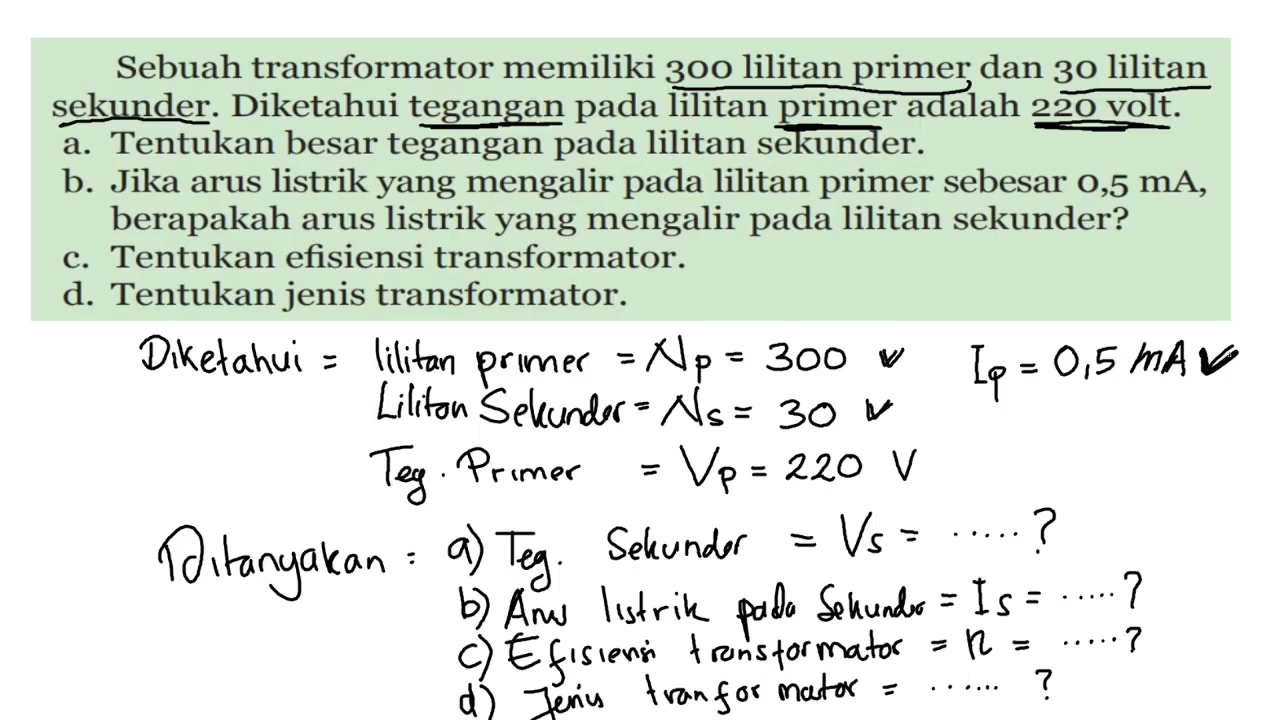 Sebuah transformator memiliki 300 lilitan primer dan 30 lilitan
sekunder. Diketahui tegangan pada lilitan primer adalah 220 volt.
a. Tentukan besar tegangan pada lilitan sekunder.
b. Jika arus listrik yang mengalir pada lilitan primer sebesar 0,5 mA,
berapakah arus listrik yang mengalir pada lilitan sekunder?
c. Tentukan efisiensi transformator.
d. Tentukan jenis transformator.
Diketahui = lilitan primer = Np = 300 ✓ Ip = 0,5 mA ✓
Lilitan Sekunder = Ns = 30 ✓
Teg. Primer = Vp = 220 V
Ditanyakan : a) Teg. Sekunder = Vs = ..... ?
b) Arus listrik pada Sekunder = Is = ..... ?
c) Efisiensi transformator = η = ..... ?
d) Jenis tranformator = ...... ?